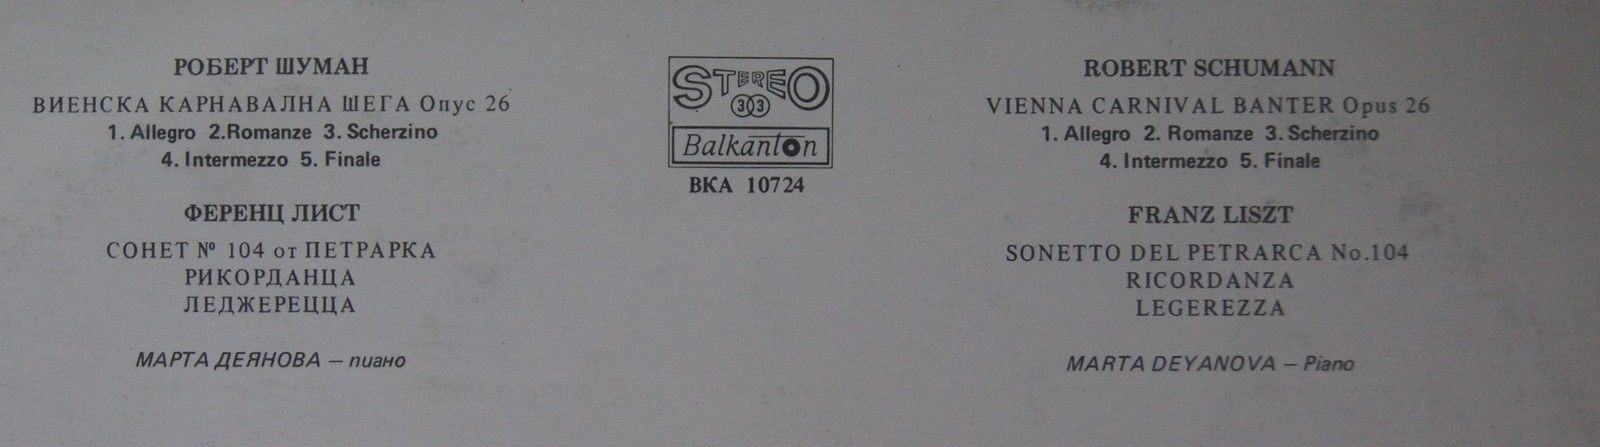 РОБЕРТ ШУМАН
ВИЕНСКА КАРНАВАЛНА ШЕГА Опус 26
1. Allegro 2.Romanze 3. Scherzino
4. Intermezzo 5. Finale
ФЕРЕНЦ ЛИСТ
СОНЕТ № 104 от ПЕТРАРКА
РИКОРДАНЦА
ЛЕДЖЕРЕЦЦА
МАРТА ДЕЯНОВА – пиано
STEREO
33
Balkanton
ВКА 10724
ROBERT SCHUMANN
VIENNA CARNIVAL BANTER Opus 26
1. Allegro 2. Romanze 3. Scherzino
4. Intermezzo 5. Finale
FRANZ LISZT
SONETTO DEL PETRARCA No.104
RICORDANZA
LEGEREZZA
MARTA DEYANOVA – Piano